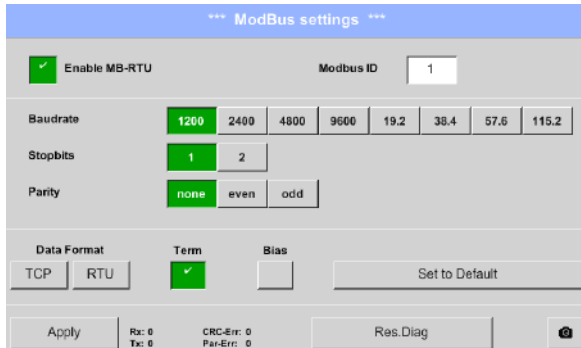 *** ModBus settings ***
Enable MB-RTU Modbus ID 1
Baudrate 1200 2400 4800 9600 19.2 38.4 57.6 115.2
Stopbits 1 2
Parity none even odd
Data Format Term Bias
TCP RTU Set to Default
Apply Rx: 0 CRC-Err: 0 Res.Diag
Tx: 0 Par-Err: 0